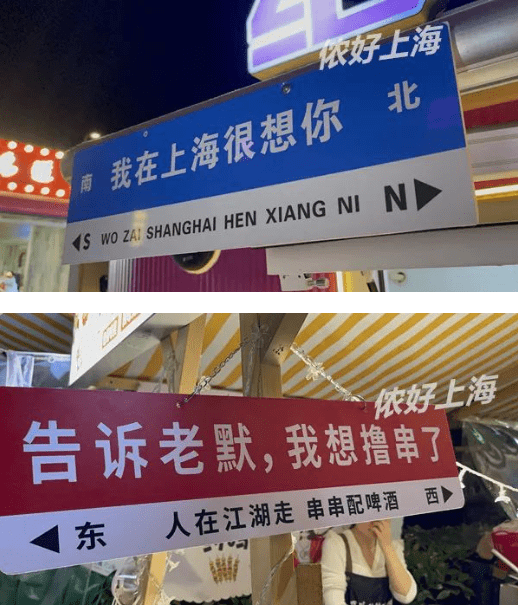 侬好上海
南 我在上海很想你 北
S WO ZAI SHANGHAI HEN XIANG NI N
侬好上海
告诉老默，我想撸串了
东 人在江湖走 串串配啤酒 西